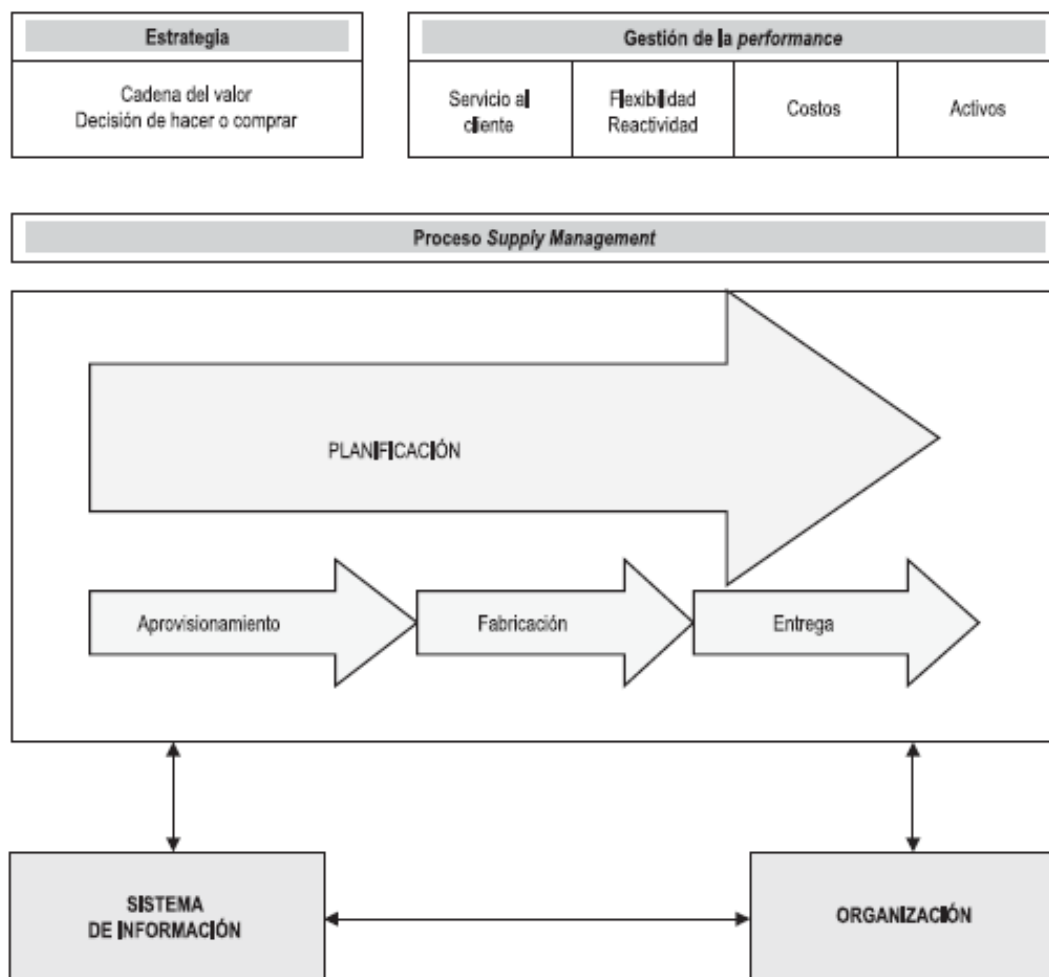 Estrategia
Cadena del valor
Decisión de hacer o comprar
Gestión de la performance
Servicio al
cliente
Flexibilidad
Reactividad
Costos
Activos
Proceso Supply Management
PLANIFICACIÓN
Aprovisionamiento
Fabricación
Entrega
SISTEMA
DE INFORMACIÓN
ORGANIZACIÓN